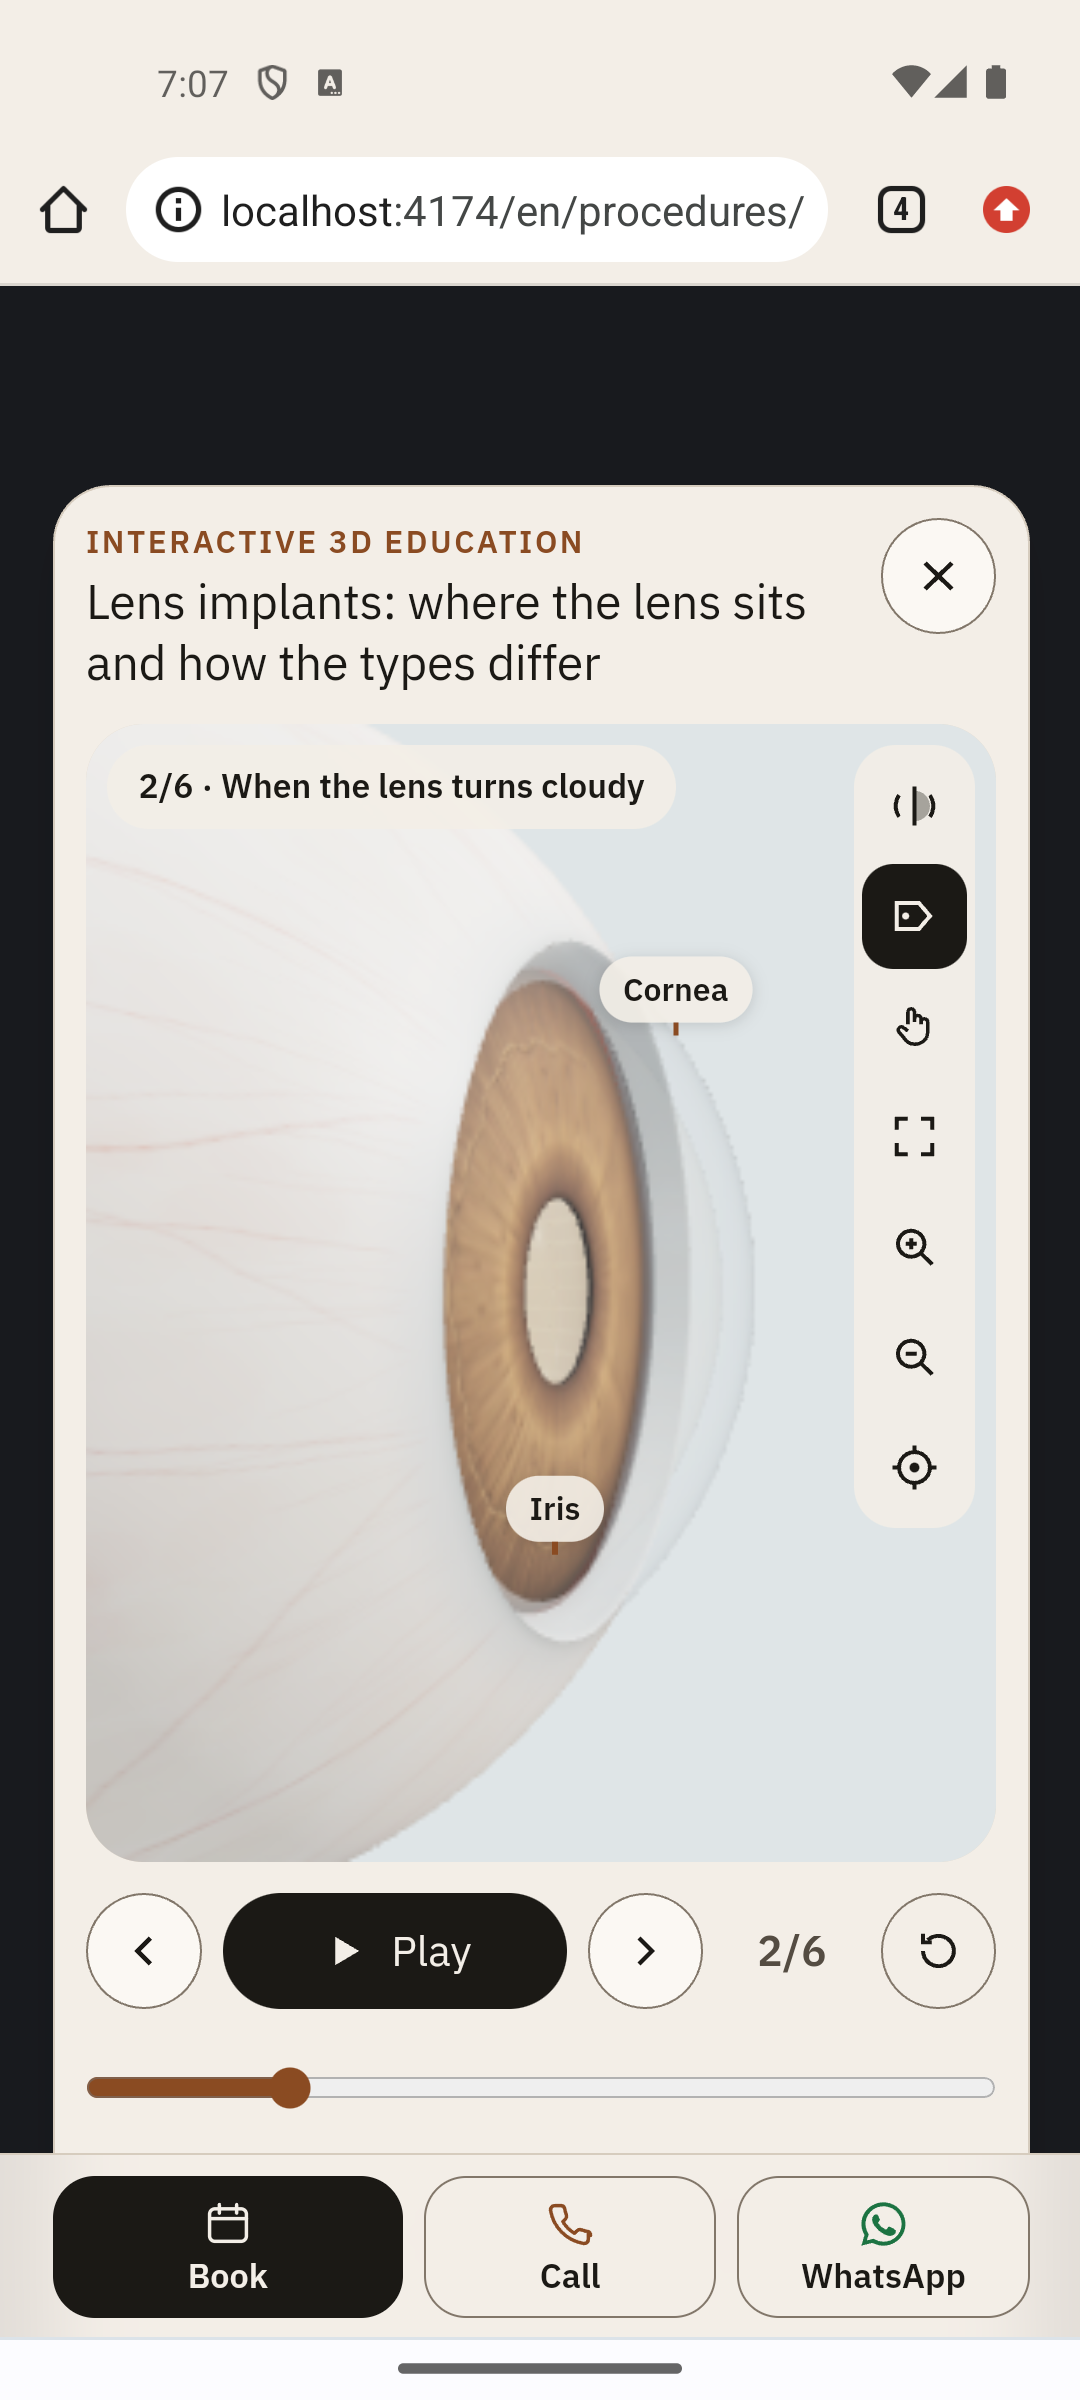 7:07
localhost:4174/en/procedures/
4
INTERACTIVE 3D EDUCATION
Lens implants: where the lens sits
and how the types differ
2/6 · When the lens turns cloudy
Cornea
Iris
Play
2/6
Book
Call
WhatsApp